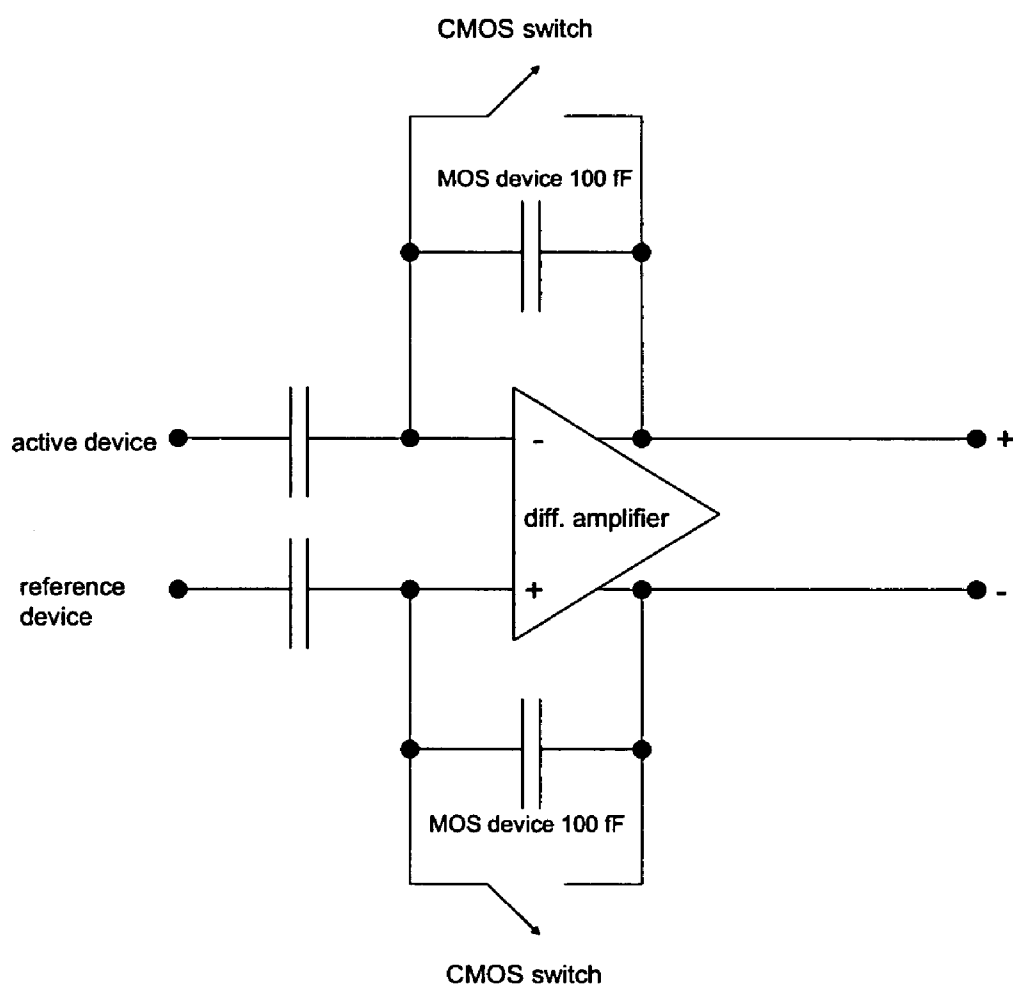 CMOS switch
MOS device 100 fF
active device
-
+
diff. amplifier
reference
device
+
-
MOS device 100 fF
CMOS switch